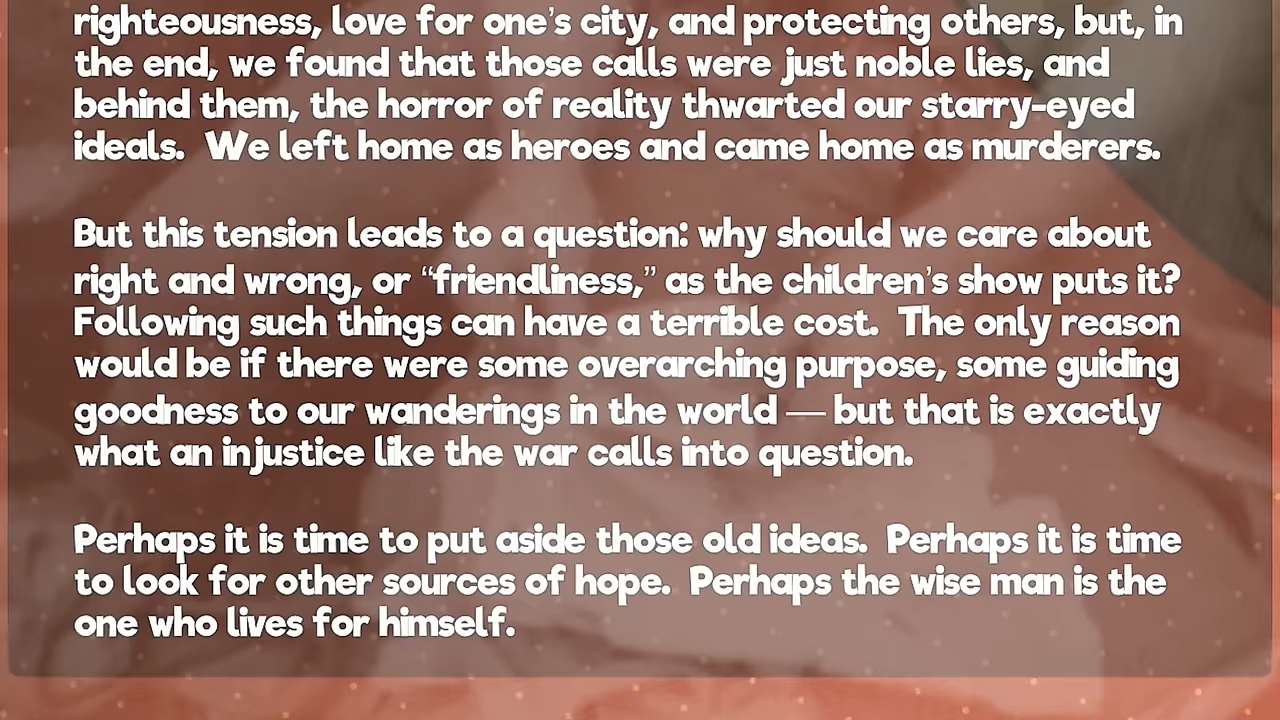 righteousness, love for one’s city, and protecting others, but, in
the end, we found that those calls were just noble lies, and
behind them, the horror of reality thwarted our starry-eyed
ideals.  We left home as heroes and came home as murderers.
But this tension leads to a question: why should we care about
right and wrong, or “friendliness,” as the children’s show puts it?
Following such things can have a terrible cost.  The only reason
would be if there were some overarching purpose, some guiding
goodness to our wanderings in the world — but that is exactly
what an injustice like the war calls into question.
Perhaps it is time to put aside those old ideas.  Perhaps it is time
to look for other sources of hope.  Perhaps the wise man is the
one who lives for himself.